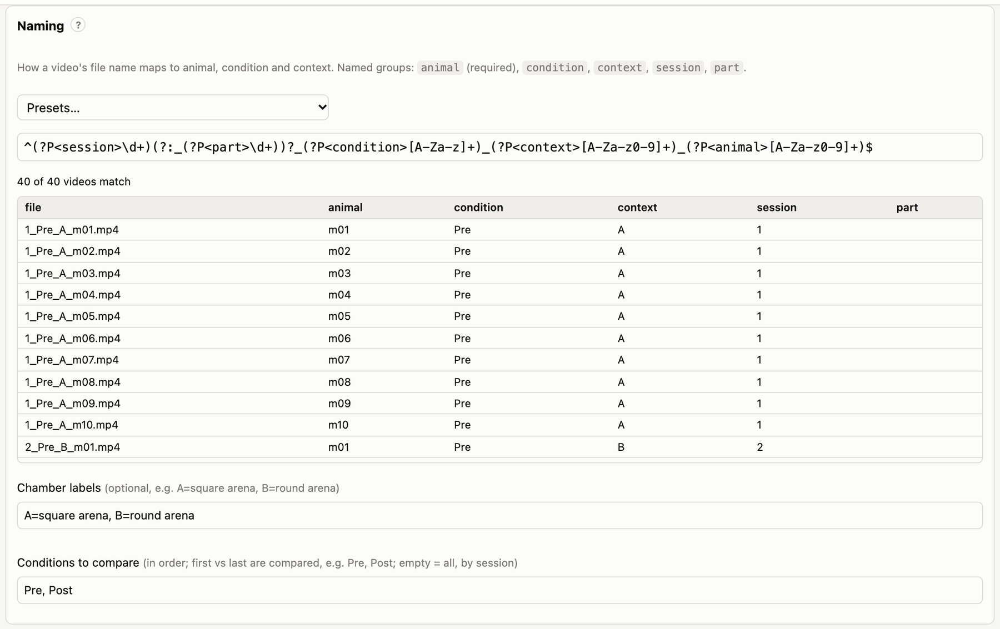 Naming ?
How a video's file name maps to animal, condition and context. Named groups: animal (required), condition, context, session, part.
Presets...
^(?P<session>\d+)(?:_(?P<part>\d+))?_(?P<condition>[A-Za-z]+)_(?P<context>[A-Za-z0-9]+)_(?P<animal>[A-Za-z0-9]+)$
40 of 40 videos match
file animal condition context session part
1_Pre_A_m01.mp4 m01 Pre A 1
1_Pre_A_m02.mp4 m02 Pre A 1
1_Pre_A_m03.mp4 m03 Pre A 1
1_Pre_A_m04.mp4 m04 Pre A 1
1_Pre_A_m05.mp4 m05 Pre A 1
1_Pre_A_m06.mp4 m06 Pre A 1
1_Pre_A_m07.mp4 m07 Pre A 1
1_Pre_A_m08.mp4 m08 Pre A 1
1_Pre_A_m09.mp4 m09 Pre A 1
1_Pre_A_m10.mp4 m10 Pre A 1
2_Pre_B_m01.mp4 m01 Pre B 2
Chamber labels (optional, e.g. A=square arena, B=round arena)
A=square arena, B=round arena
Conditions to compare (in order; first vs last are compared, e.g. Pre, Post; empty = all, by session)
Pre, Post